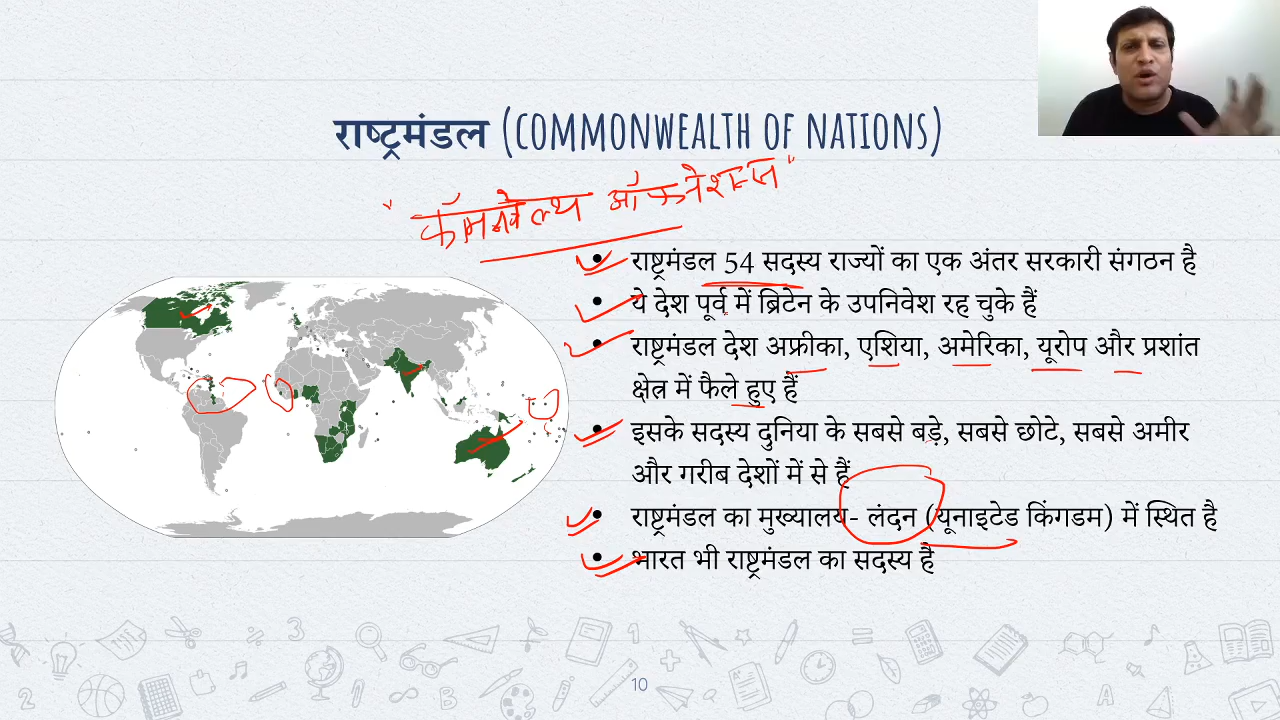 राष्ट्रमंडल (COMMONWEALTH OF NATIONS)
"कॉमनवेल्थ ऑफ नेशन्स"
• राष्ट्रमंडल 54 सदस्य राज्यों का एक अंतर सरकारी संगठन है
• ये देश पूर्व में ब्रिटेन के उपनिवेश रह चुके हैं
• राष्ट्रमंडल देश अफ्रीका, एशिया, अमेरिका, यूरोप और प्रशांत
क्षेत्र में फैले हुए हैं
• इसके सदस्य दुनिया के सबसे बड़े, सबसे छोटे, सबसे अमीर
और गरीब देशों में से हैं
• राष्ट्रमंडल का मुख्यालय- लंदन (यूनाइटेड किंगडम) में स्थित है
• भारत भी राष्ट्रमंडल का सदस्य है
10